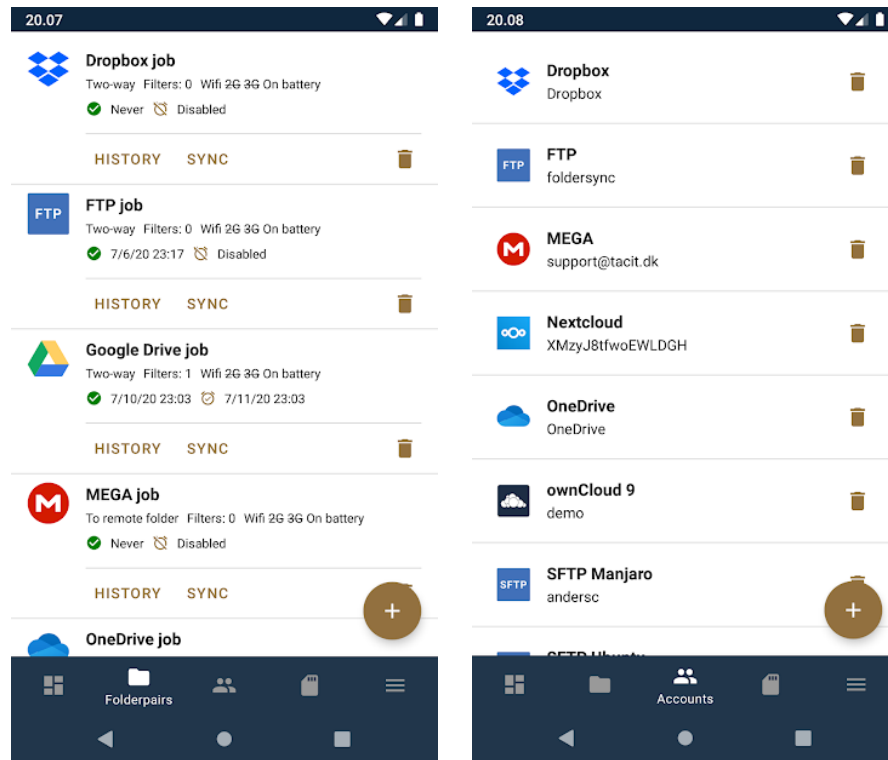 20.07
Dropbox job
Two-way Filters: 0 Wifi 2G 3G On battery
Never Disabled
HISTORY SYNC
FTP
FTP job
Two-way Filters: 0 Wifi 2G 3G On battery
7/6/20 23:17 Disabled
HISTORY SYNC
Google Drive job
Two-way Filters: 1 Wifi 2G 3G On battery
7/10/20 23:03 7/11/20 23:03
HISTORY SYNC
MEGA job
To remote folder Filters: 0 Wifi 2G 3G On battery
Never Disabled
HISTORY SYNC
OneDrive job
Folderpairs
20.08
Dropbox
Dropbox
FTP
FTP
foldersync
MEGA
support@tacit.dk
Nextcloud
XMzyJ8tfwoEWLDGH
OneDrive
OneDrive
ownCloud 9
demo
SFTP
SFTP Manjaro
andersc
SFTP Ubuntu
Accounts